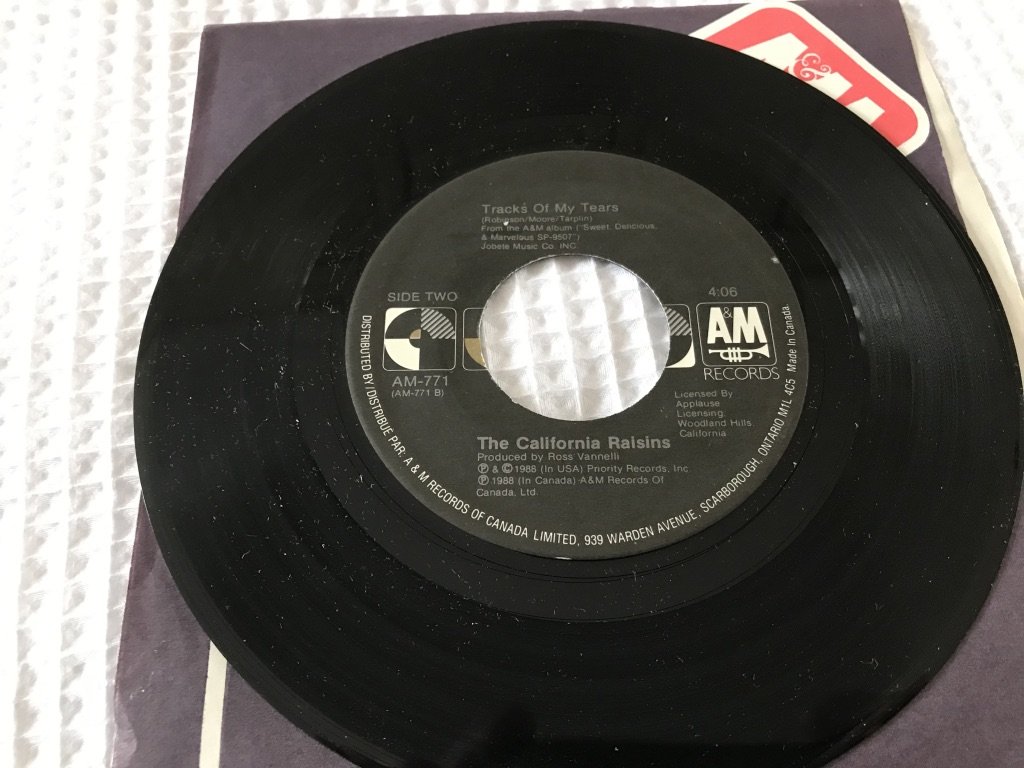 A&M
Tracks Of My Tears
(Robinson/Moore/Tarplin)
From the A&M album ("Sweet, Delicious,
& Marvelous SP-9507")
Jobete Music Co. INC.
SIDE TWO
4:06
A&M
RECORDS
AM-771
(AM-771 B)
Licensed By
Applause
Licensing,
Woodland Hills,
California
The California Raisins
Produced by Ross Vannelli
Ⓟ & © 1988 (In USA) Priority Records, Inc.
Ⓟ 1988 (In Canada) A&M Records Of
Canada, Ltd.
DISTRIBUTED BY / DISTRIBUÉ PAR: A & M RECORDS OF CANADA LIMITED, 939 WARDEN AVENUE, SCARBOROUGH, ONTARIO M1L 4C5 Made In Canada